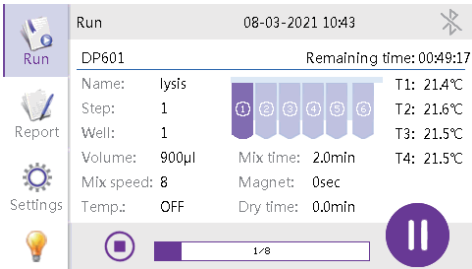 Run 08-03-2021 10:43
Run
DP601 Remaining time: 00:49:17
Name: lysis
Step: 1
Well: 1
Volume: 900µl
Mix speed: 8
Temp.: OFF
1 2 3 4 5 6
Mix time: 2.0min
Magnet: 0sec
Dry time: 0.0min
T1: 21.4℃
T2: 21.6℃
T3: 21.5℃
T4: 21.5℃
Report
Settings
1/8